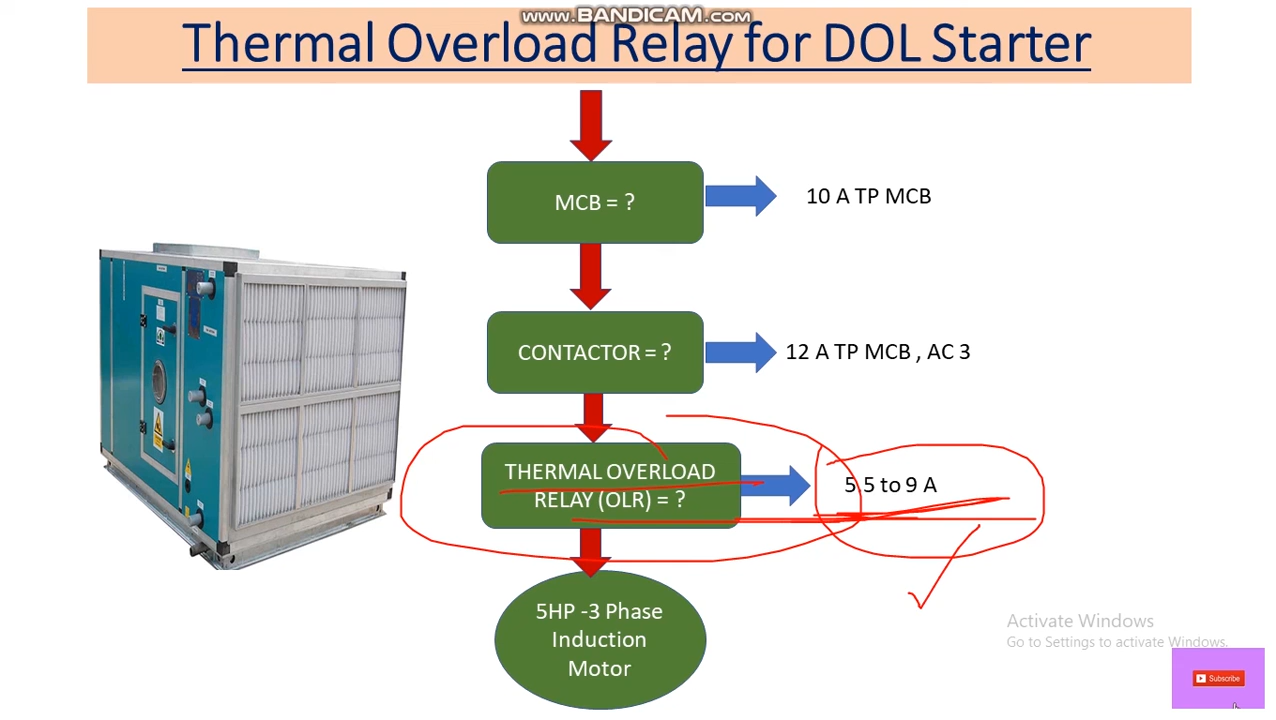 www.BANDICAM.com
Thermal Overload Relay for DOL Starter
MCB = ?
10 A TP MCB
CONTACTOR = ?
12 A TP MCB , AC 3
THERMAL OVERLOAD
RELAY (OLR) = ?
5.5 to 9 A
5HP -3 Phase
Induction
Motor
Activate Windows
Go to Settings to activate Windows.
Subscribe